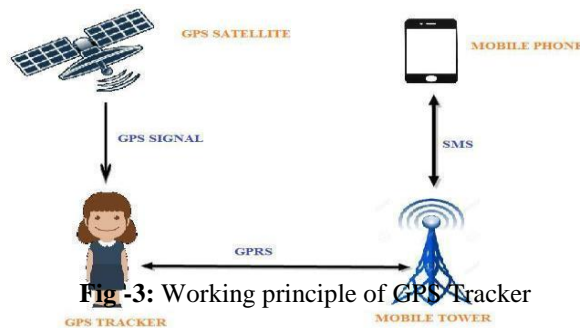 GPS SATELLITE
MOBILE PHONE
GPS SIGNAL
SMS
GPRS
Fig -3: Working principle of GPS Tracker
GPS TRACKER
MOBILE TOWER